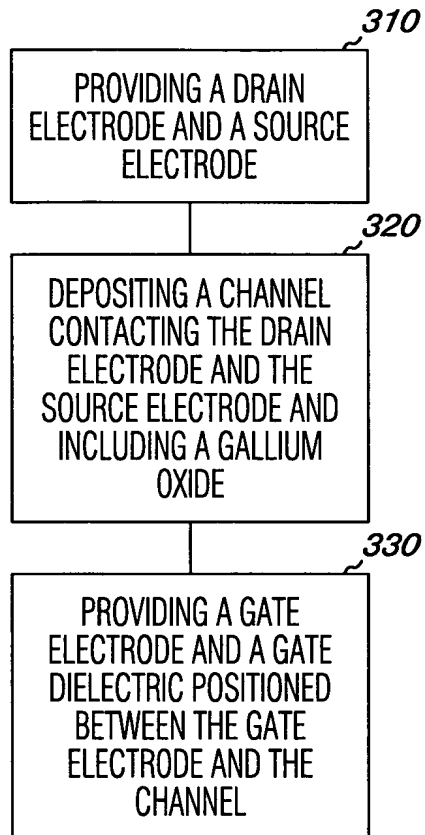 310
PROVIDING A DRAIN
ELECTRODE AND A SOURCE
ELECTRODE
320
DEPOSITING A CHANNEL
CONTACTING THE DRAIN
ELECTRODE AND THE
SOURCE ELECTRODE AND
INCLUDING A GALLIUM
OXIDE
330
PROVIDING A GATE
ELECTRODE AND A GATE
DIELECTRIC POSITIONED
BETWEEN THE GATE
ELECTRODE AND THE
CHANNEL